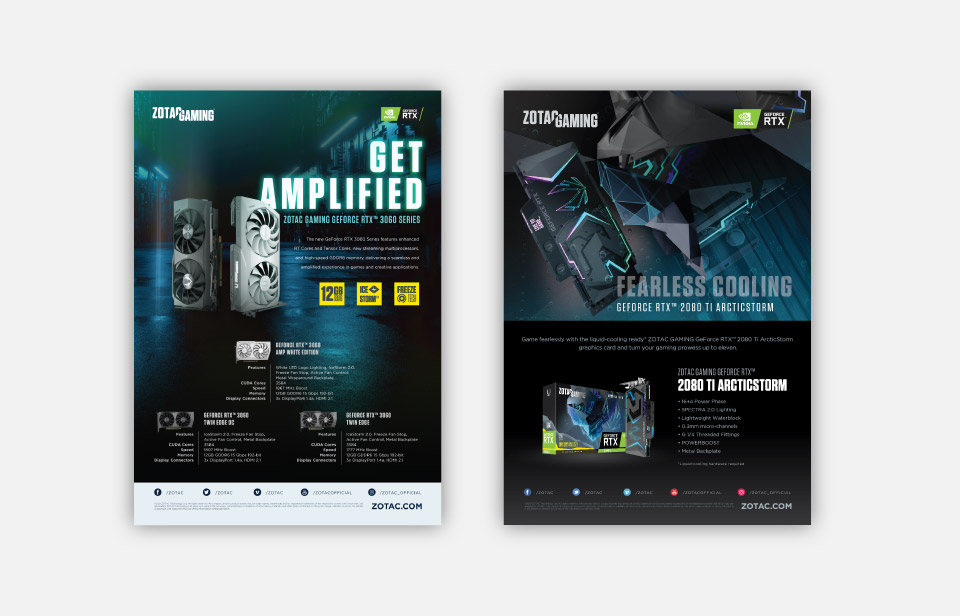 ZOTAC GAMING
NVIDIA
GEFORCE
RTX
GET
AMPLIFIED
ZOTAC GAMING GEFORCE RTX™ 3060 SERIES
The new GeForce RTX 3060 Series features enhanced
RT Cores and Tensor Cores, new streaming multiprocessors,
and high-speed GDDR6 memory, delivering a seamless and
amplified experience in games and creative applications.
12GB
ICE
STORM
FREEZE
TECH
GEFORCE RTX™ 3060
AMP WHITE EDITION
Features White LED Logo Lighting, IceStorm 2.0,
Freeze Fan Stop, Active Fan Control,
Metal Wraparound Backplate
CUDA Cores 3584
Speed 1867 MHz Boost
Memory 12GB GDDR6 15 Gbps 192-bit
Display Connectors 3x DisplayPort 1.4a, HDMI 2.1
GEFORCE RTX™ 3060
TWIN EDGE OC
Features IceStorm 2.0, Freeze Fan Stop,
Active Fan Control, Metal Backplate
CUDA Cores 3584
Speed 1807 MHz Boost
Memory 12GB GDDR6 15 Gbps 192-bit
Display Connectors 3x DisplayPort 1.4a, HDMI 2.1
GEFORCE RTX™ 3060
TWIN EDGE
Features IceStorm 2.0, Freeze Fan Stop,
Active Fan Control, Metal Backplate
CUDA Cores 3584
Speed 1777 MHz Boost
Memory 12GB GDDR6 15 Gbps 192-bit
Display Connectors 3x DisplayPort 1.4a, HDMI 2.1
/ZOTAC /ZOTAC /ZOTAC /ZOTACOFFICIAL /ZOTAC_OFFICIAL
ZOTAC.COM
ZOTAC GAMING
NVIDIA
GEFORCE
RTX
GEFORCE RTX
FEARLESS COOLING
GEFORCE RTX™ 2080 TI ARCTICSTORM
Game fearlessly with the liquid-cooling ready* ZOTAC GAMING GeForce RTX™ 2080 Ti ArcticStorm
graphics card and turn your gaming prowess up to eleven.
ZOTAC GAMING GEFORCE RTX™
2080 TI ARCTICSTORM
• 16+4 Power Phase
• SPECTRA 2.0 Lighting
• Lightweight Waterblock
• 0.3mm micro-channels
• G 1/4 Threaded Fittings
• POWERBOOST
• Metal Backplate
*Liquid cooling hardware required
ZOTAC
GAMING
GEFORCE
RTX
/ZOTAC /ZOTAC /ZOTAC /ZOTACOFFICIAL /ZOTAC_OFFICIAL
ZOTAC.COM